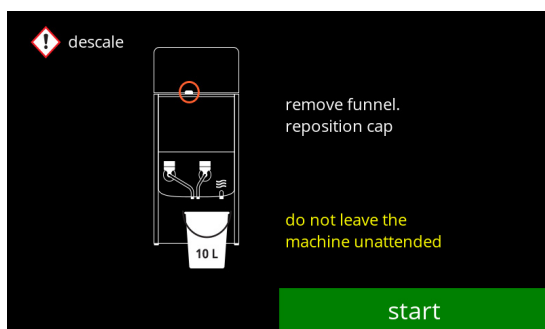 descale
remove funnel.
reposition cap
10 L
do not leave the
machine unattended
start